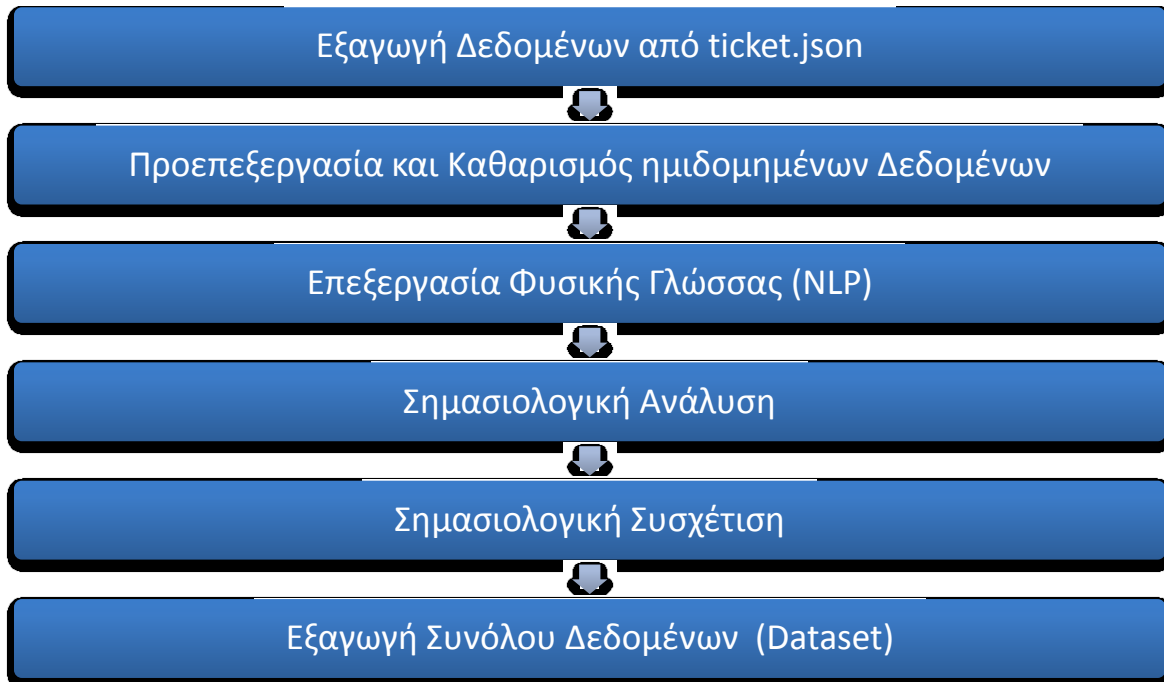 Εξαγωγή Δεδομένων από ticket.json
Προεπεξεργασία και Καθαρισμός ημιδομημένων Δεδομένων
Επεξεργασία Φυσικής Γλώσσας (NLP)
Σημασιολογική Ανάλυση
Σημασιολογική Συσχέτιση
Εξαγωγή Συνόλου Δεδομένων (Dataset)